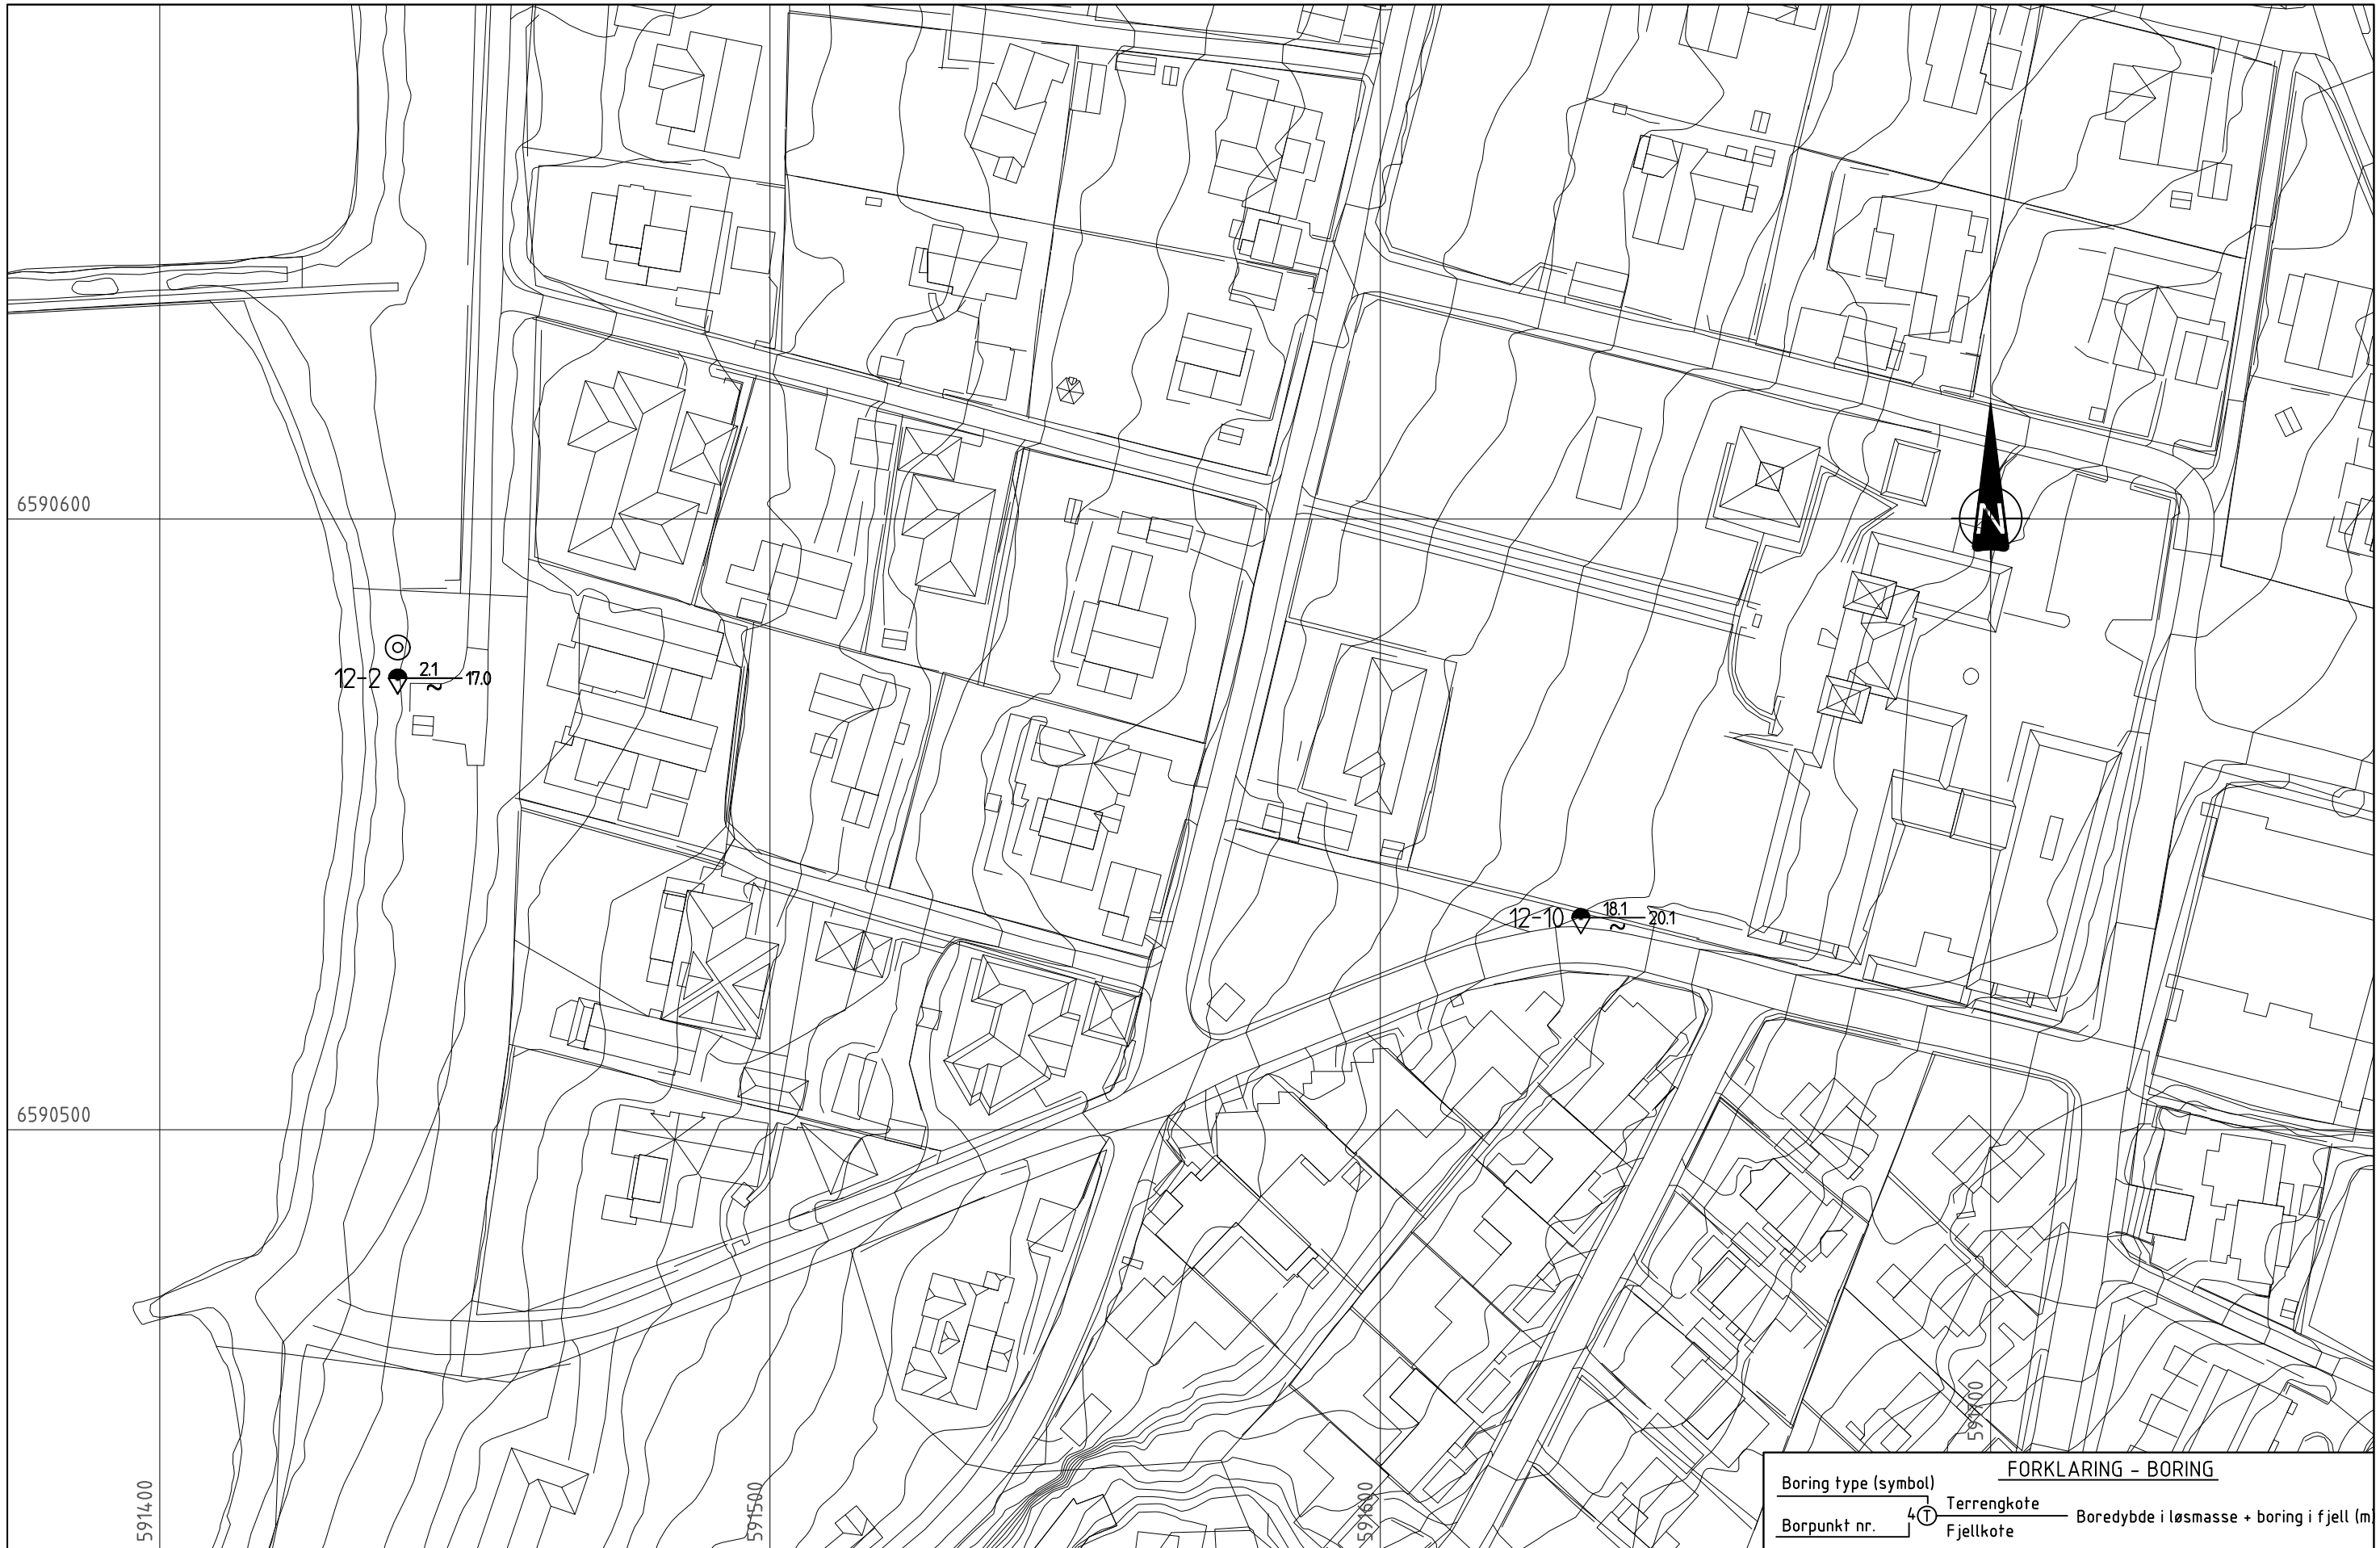 6590600
N
12-2 2.1 17.0
~
12-10 18.1 20.1
~
6590500
591400
591500
591600
591700
FORKLARING - BORING
Boring type (symbol)
Borpunkt nr.
4 T
Terrengkote
Fjellkote
Boredybde i løsmasse + boring i fjell (m